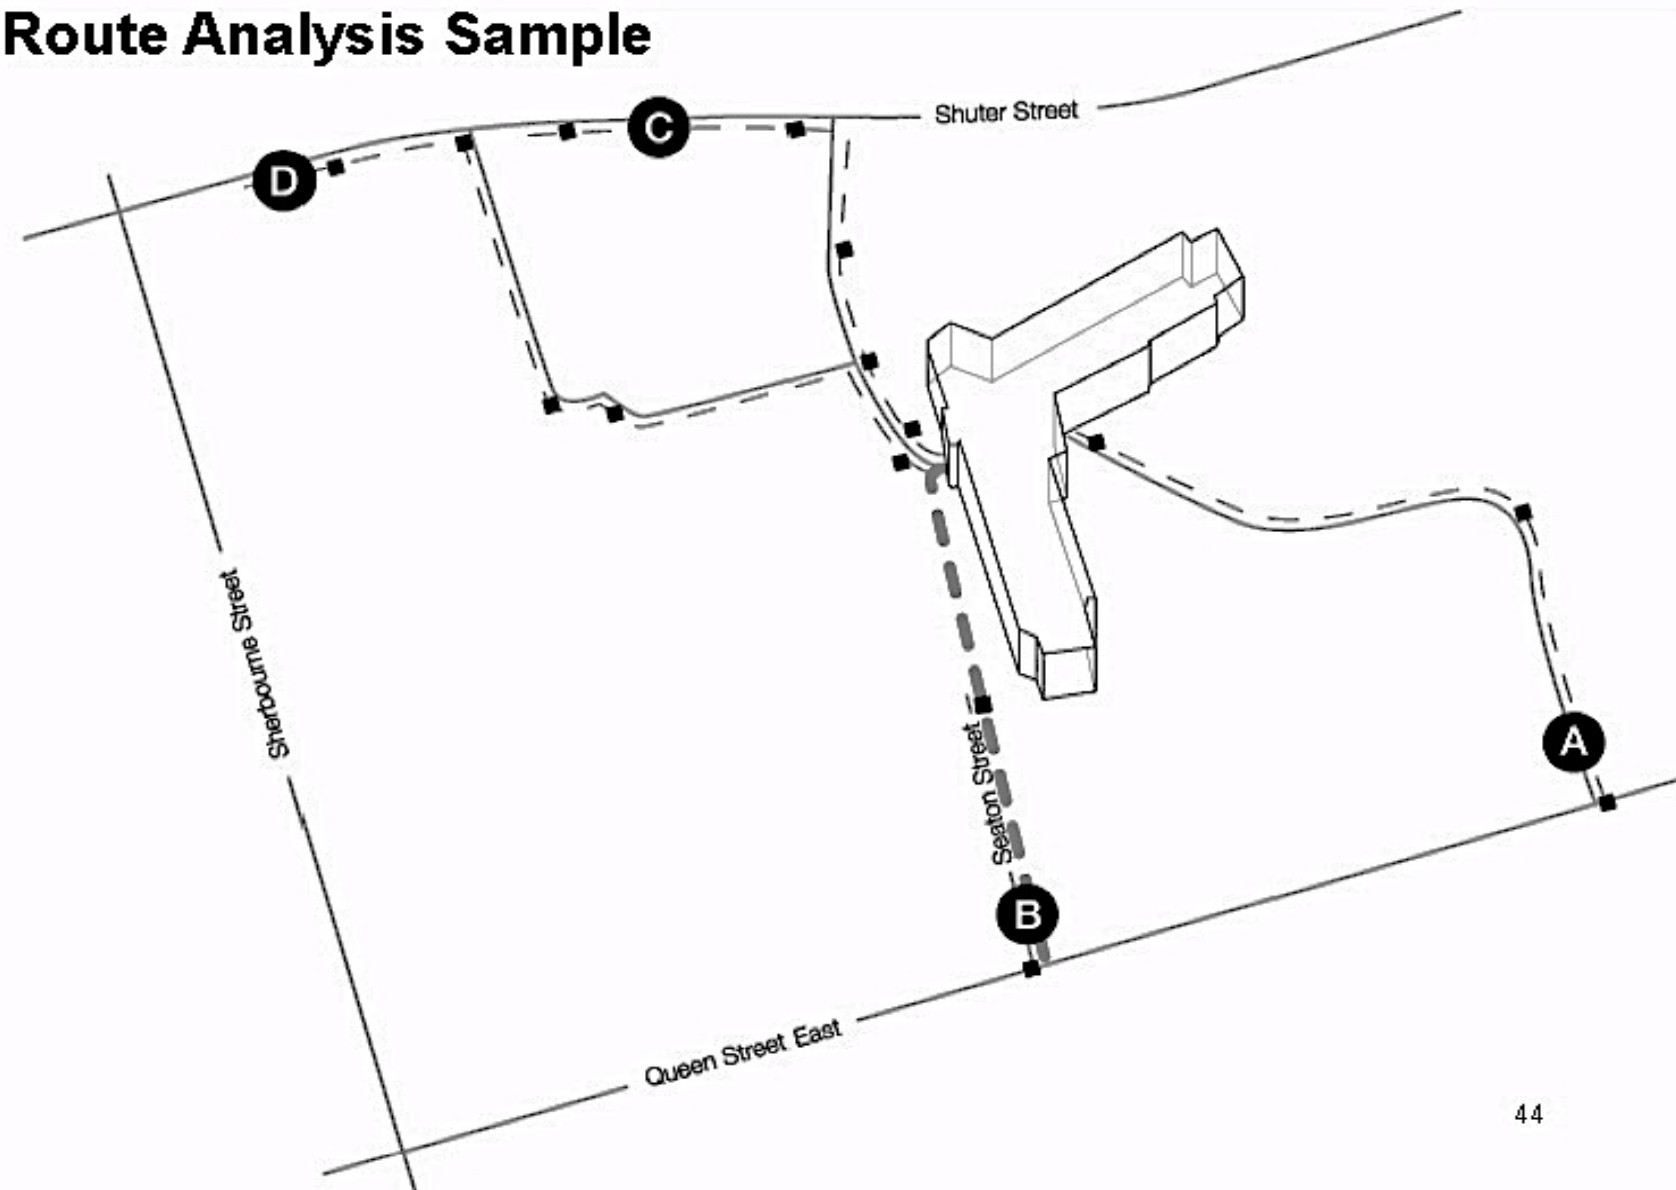 Route Analysis Sample
Shuter Street
C
D
Sherbourne Street
Seaton Street
A
B
Queen Street East
44